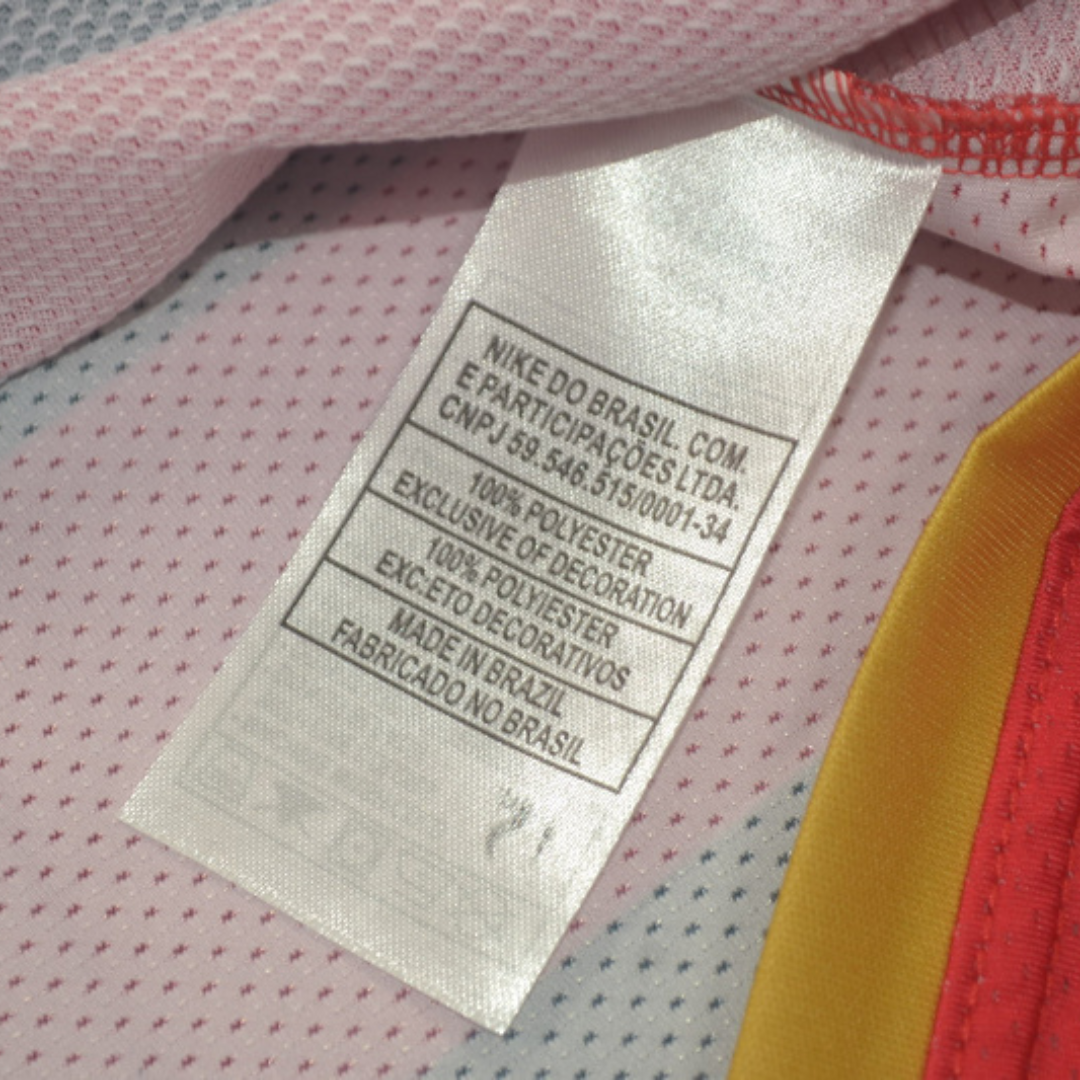 NIKE DO BRASIL. COM.
E PARTICIPAÇÕES LTDA.
CNPJ 59.546.515/0001-34
100% POLYESTER
EXCLUSIVE OF DECORATION
100% POLYIESTER
EXC.ETO DECORATIVOS
MADE IN BRAZIL
FABRICADO NO BRASIL